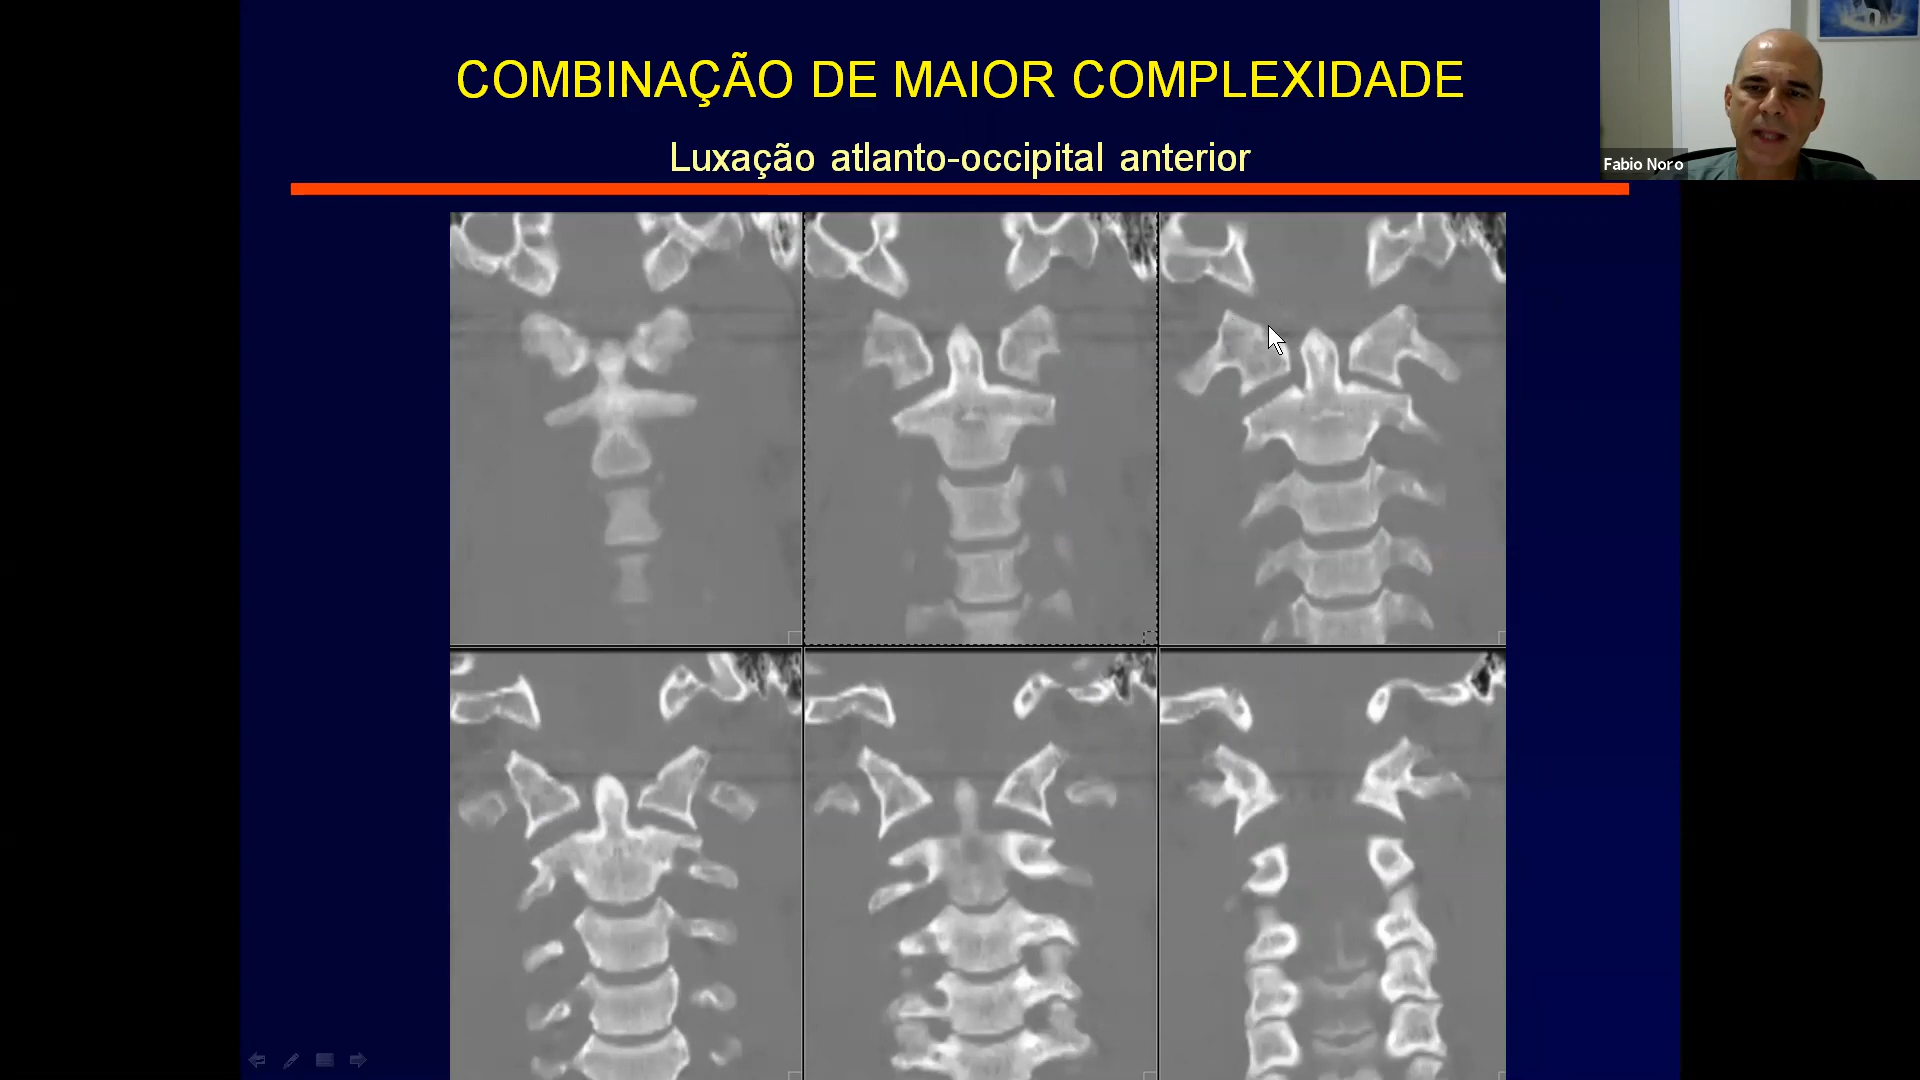 COMBINAÇÃO DE MAIOR COMPLEXIDADE
Luxação atlanto-occipital anterior
Fabio Noro